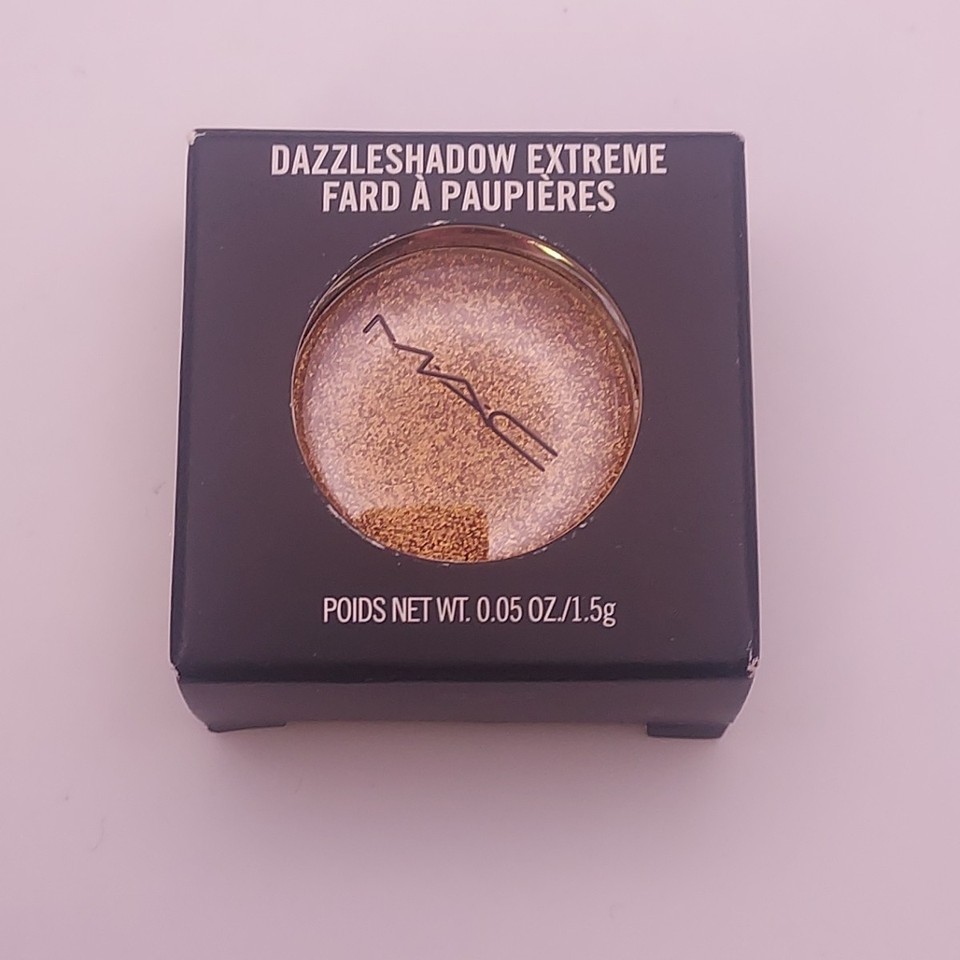 DAZZLESHADOW EXTREME
FARD À PAUPIÈRES
MAC
POIDS NET WT. 0.05 OZ./1.5g